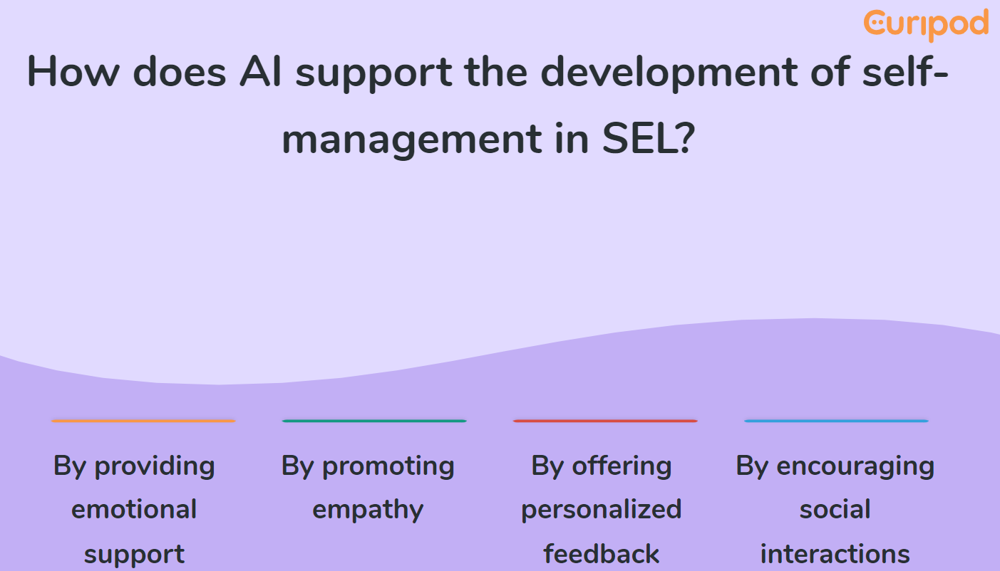 Curipod
How does AI support the development of self-
management in SEL?
By providing
emotional
support
By promoting
empathy
By offering
personalized
feedback
By encouraging
social
interactions